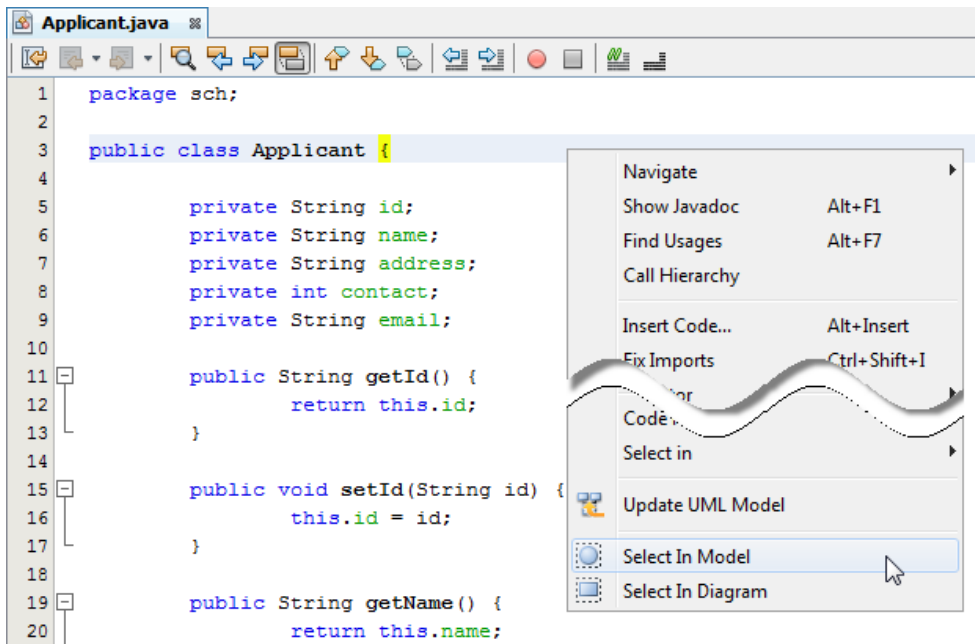 Applicant.java
1 package sch;
2
3 public class Applicant {
4
5 private String id;
6 private String name;
7 private String address;
8 private int contact;
9 private String email;
10
11 public String getId() {
12 return this.id;
13 }
14
15 public void setId(String id) {
16 this.id = id;
17 }
18
19 public String getName() {
20 return this.name;
Navigate
Show Javadoc Alt+F1
Find Usages Alt+F7
Call Hierarchy
Insert Code... Alt+Insert
Fix Imports Ctrl+Shift+I
Code
Select in
Update UML Model
Select In Model
Select In Diagram